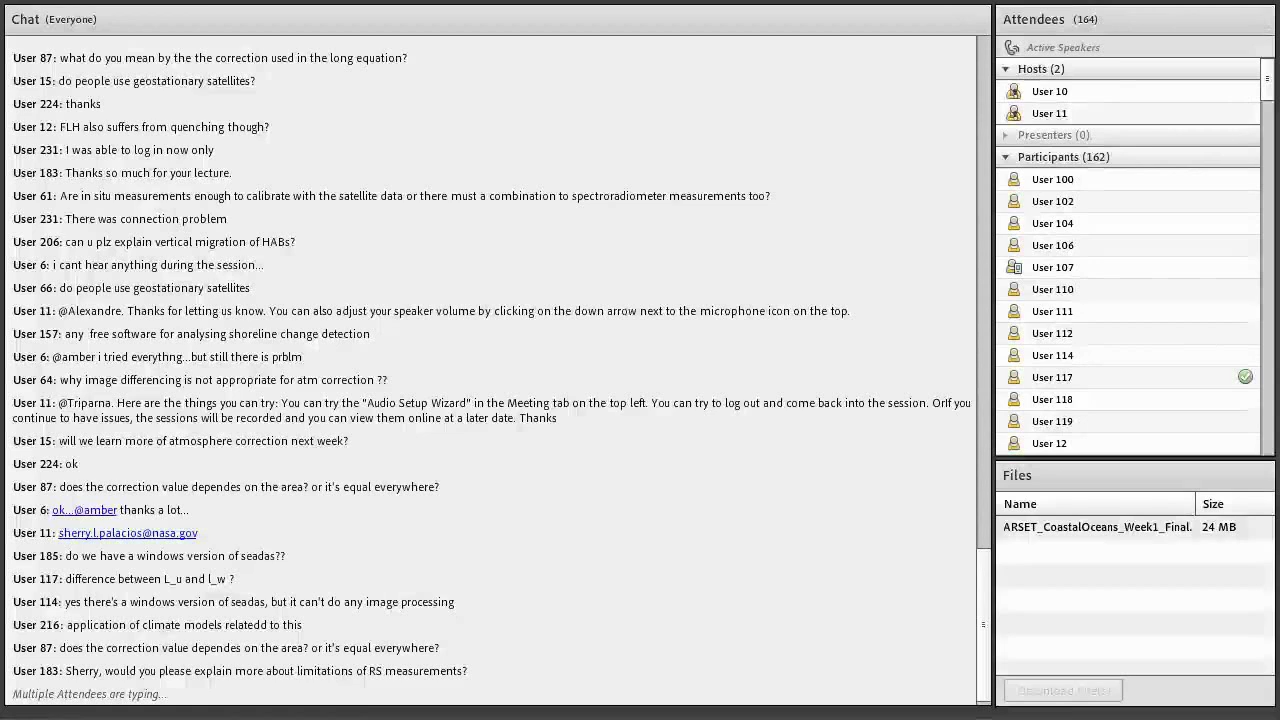 Chat (Everyone)
User 87: what do you mean by the the correction used in the long equation?
User 15: do people use geostationary satellites?
User 224: thanks
User 12: FLH also suffers from quenching though?
User 231: I was able to log in now only
User 183: Thanks so much for your lecture.
User 61: Are in situ measurements enough to calibrate with the satellite data or there must a combination to spectroradiometer measurements too?
User 231: There was connection problem
User 206: can u plz explain vertical migration of HABs?
User 6: i cant hear anything during the session...
User 66: do people use geostationary satellites
User 11: @Alexandre. Thanks for letting us know. You can also adjust your speaker volume by clicking on the down arrow next to the microphone icon on the top.
User 157: any free software for analysing shoreline change detection
User 6: @amber i tried everythng...but still there is prblm
User 64: why image differencing is not appropriate for atm correction ??
User 11: @Triparna. Here are the things you can try: You can try the "Audio Setup Wizard" in the Meeting tab on the top left. You can try to log out and come back into the session. Orif you
continue to have issues, the sessions will be recorded and you can view them online at a later date. Thanks
User 15: will we learn more of atmosphere correction next week?
User 224: ok
User 87: does the correction value dependes on the area? or it's equal everywhere?
User 6: ok...@amber thanks a lot...
User 11: sherry.l.palacios@nasa.gov
User 185: do we have a windows version of seadas??
User 117: difference between L_u and l_w ?
User 114: yes there's a windows version of seadas, but it can't do any image processing
User 216: application of climate models relatedd to this
User 87: does the correction value dependes on the area? or it's equal everywhere?
User 183: Sherry, would you please explain more about limitations of RS measurements?
Multiple Attendees are typing...
Attendees (164)
Active Speakers
Hosts (2)
User 10
User 11
Presenters (0)
Participants (162)
User 100
User 102
User 104
User 106
User 107
User 110
User 111
User 112
User 114
User 117
User 118
User 119
User 12
Files
Name Size
ARSET_CoastalOceans_Week1_Final. 24 MB
Download File(s)